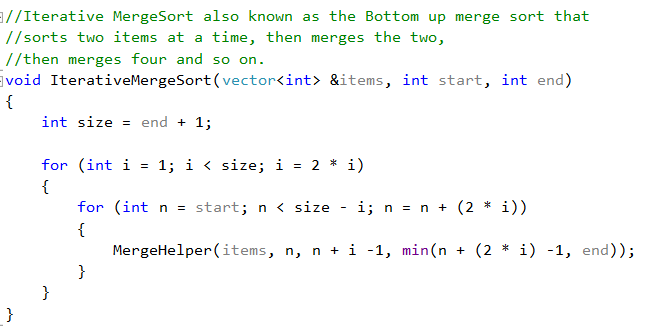 //Iterative MergeSort also known as the Bottom up merge sort that
//sorts two items at a time, then merges the two,
//then merges four and so on.
void IterativeMergeSort(vector<int> &items, int start, int end)
{
    int size = end + 1;

    for (int i = 1; i < size; i = 2 * i)
    {
        for (int n = start; n < size - i; n = n + (2 * i))
        {
            MergeHelper(items, n, n + i -1, min(n + (2 * i) -1, end));
        }
    }
}